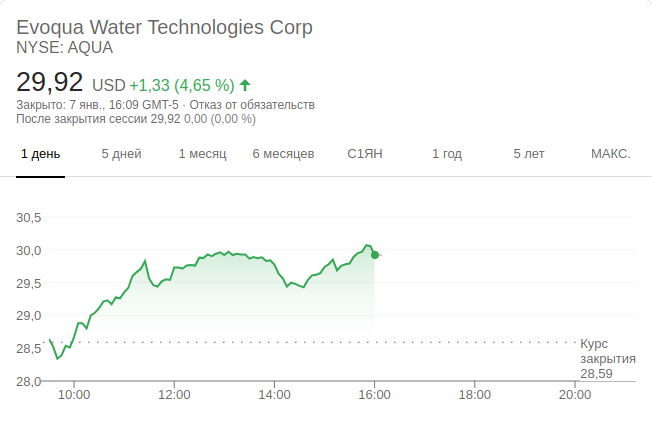 Evoqua Water Technologies Corp
NYSE: AQUA
29,92 USD +1,33 (4,65 %)
Закрыто: 7 янв., 16:09 GMT-5 · Отказ от обязательств
После закрытия сессии 29,92 0,00 (0,00 %)
1 день 5 дней 1 месяц 6 месяцев С1ЯН 1 год 5 лет МАКС.
30,5
30,0
29,5
29,0
28,5
28,0
Курс
закрытия
28,59
10:00 12:00 14:00 16:00 18:00 20:00